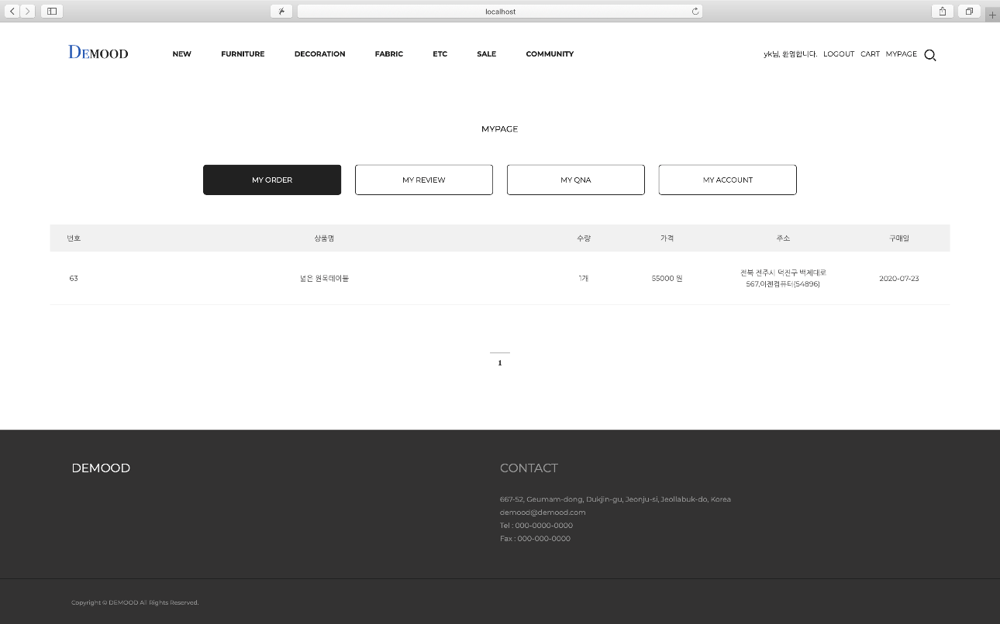 localhost
DEMOOD
NEW FURNITURE DECORATION FABRIC ETC SALE COMMUNITY
yk님, 환영합니다. LOGOUT CART MYPAGE
MYPAGE
MY ORDER MY REVIEW MY QNA MY ACCOUNT
번호 상품명 수량 가격 주소 구매일
63 넓은 원목테이블 1개 55000 원 전북 전주시 덕진구 백제대로
567,이젠컴퓨터(54896) 2020-07-23
1
DEMOOD
CONTACT
667-52, Geumam-dong, Dukjin-gu, Jeonju-si, Jeollabuk-do, Korea
demood@demood.com
Tel : 000-0000-0000
Fax : 000-000-0000
Copyright © DEMOOD All Rights Reserved.